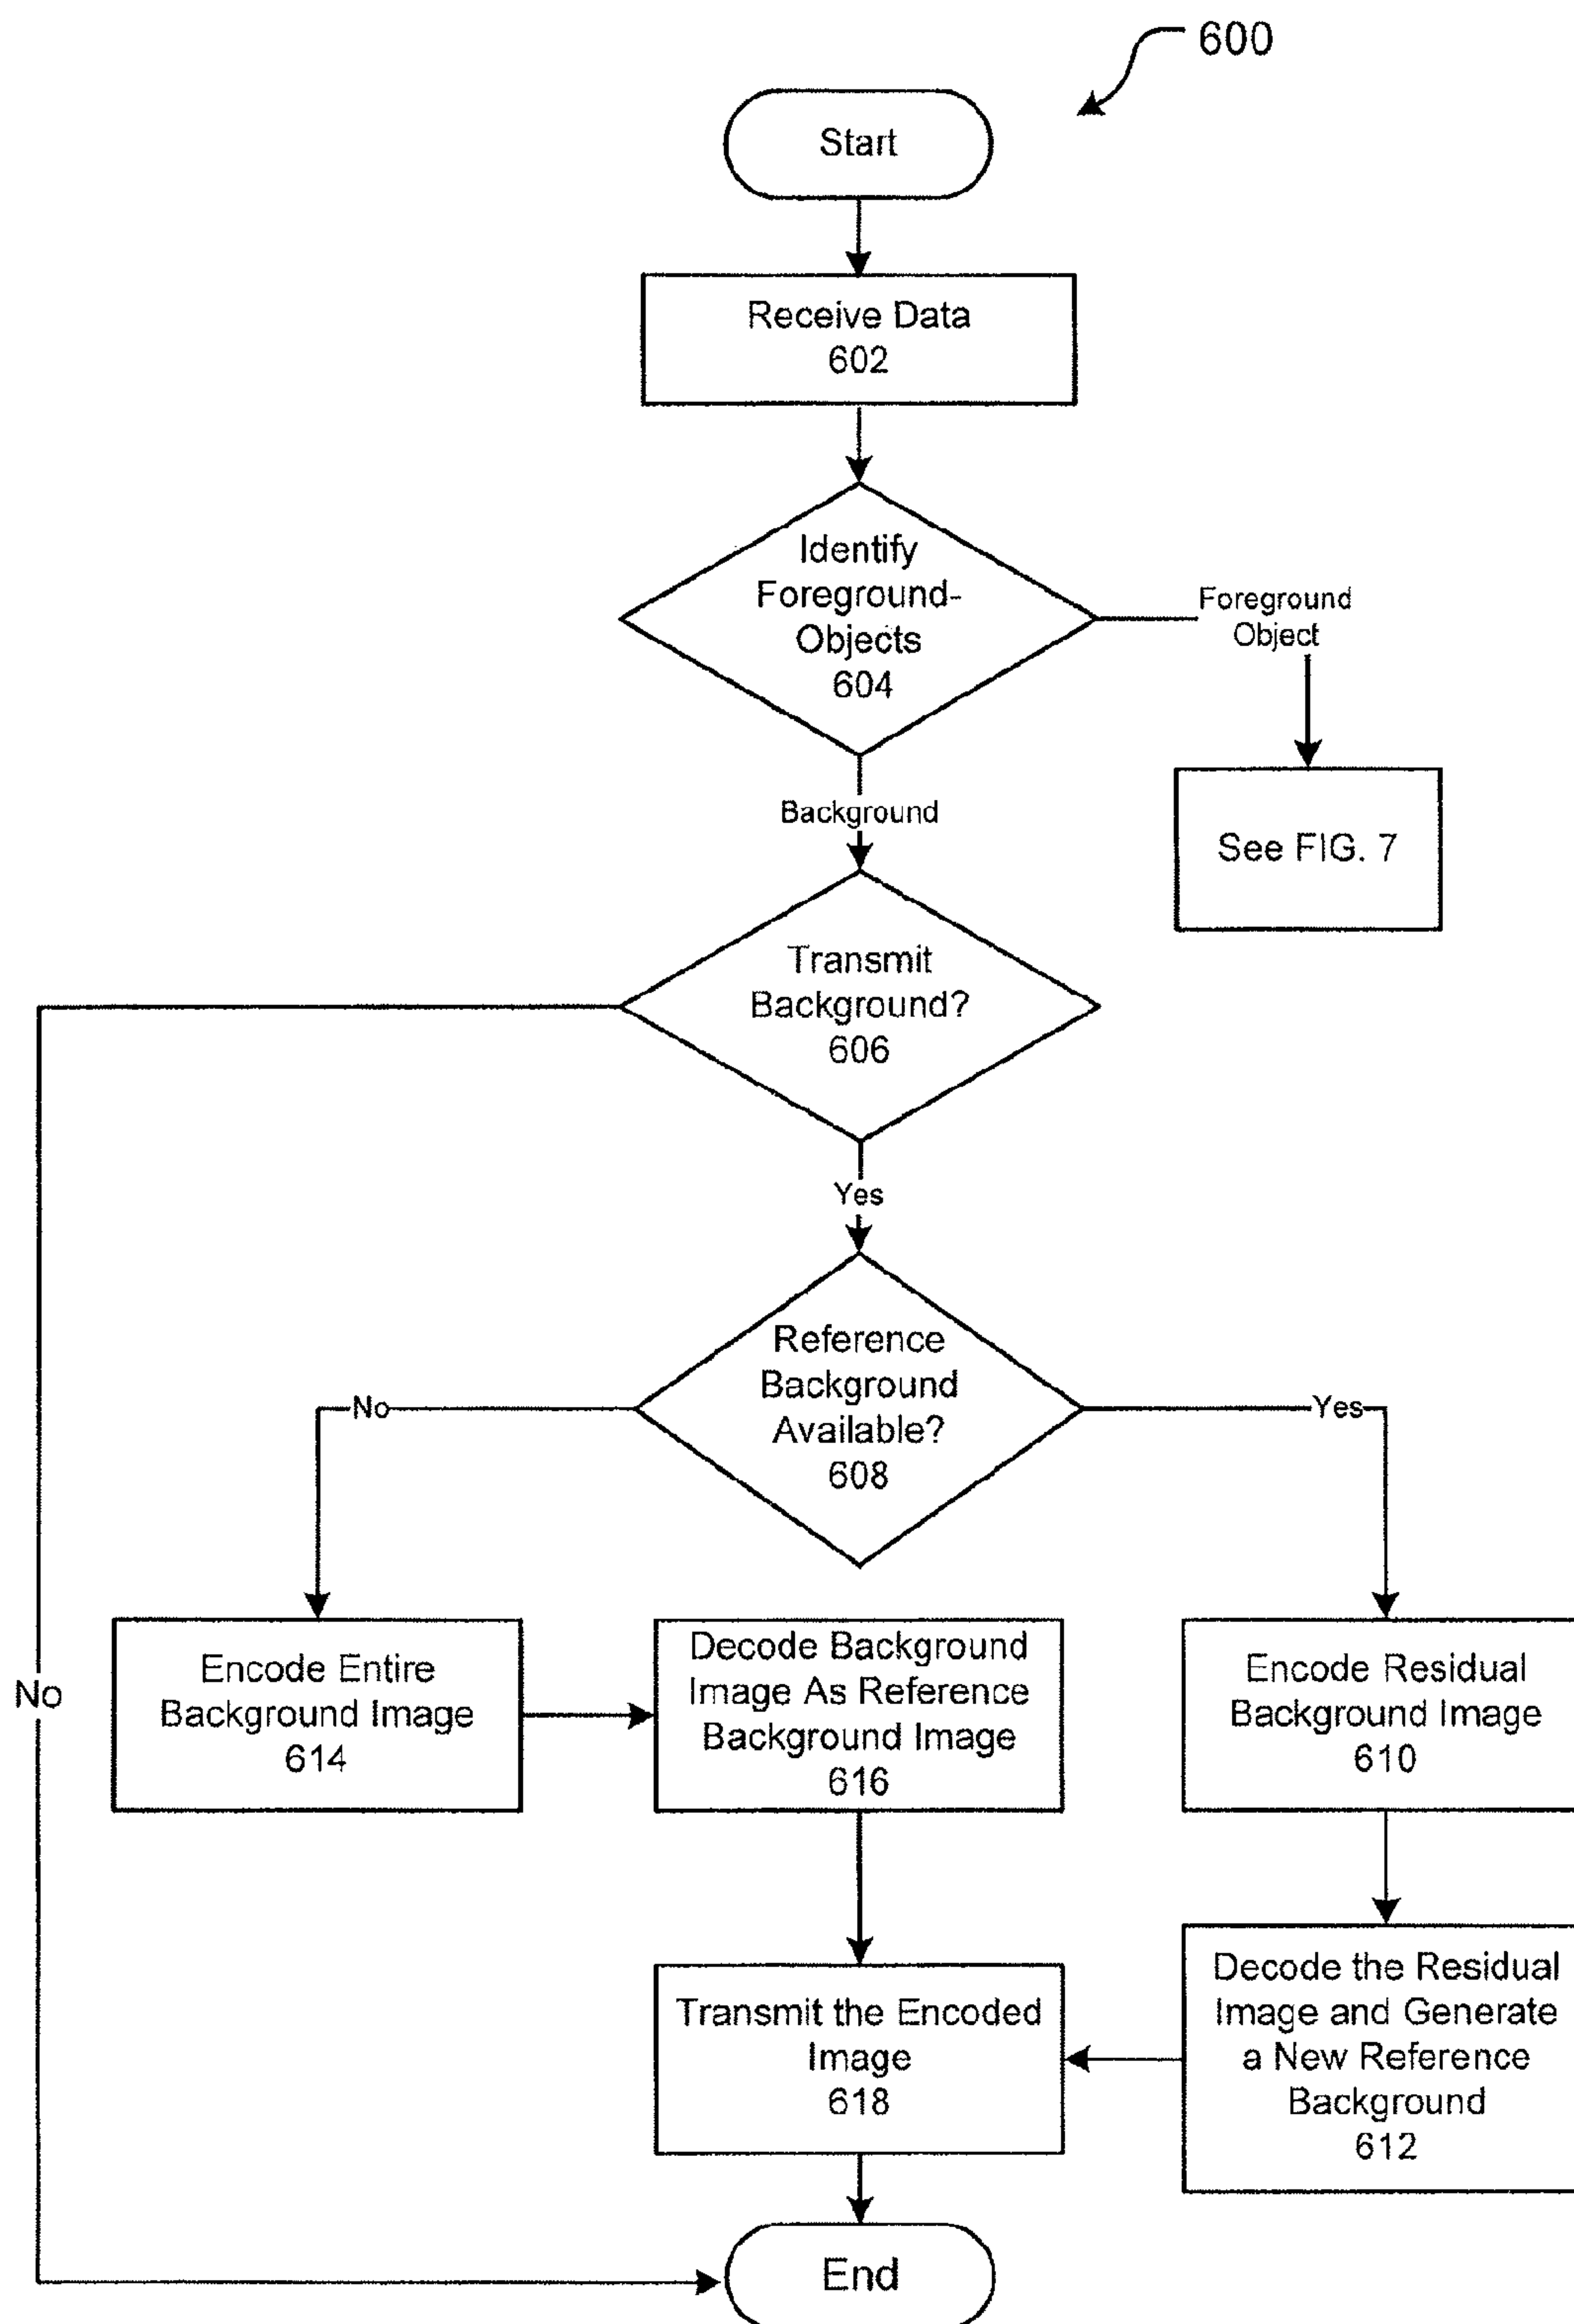 600
Start
Receive Data
602
Identify
Foreground-
Objects
604
Foreground
Object
Background
See FIG. 7
Transmit
Background?
606
Yes
Reference
Background
Available?
608
No
Yes
No
Encode Entire
Background Image
614
Decode Background
Image As Reference
Background Image
616
Encode Residual
Background Image
610
Transmit the Encoded
Image
618
Decode the Residual
Image and Generate
a New Reference
Background
612
End